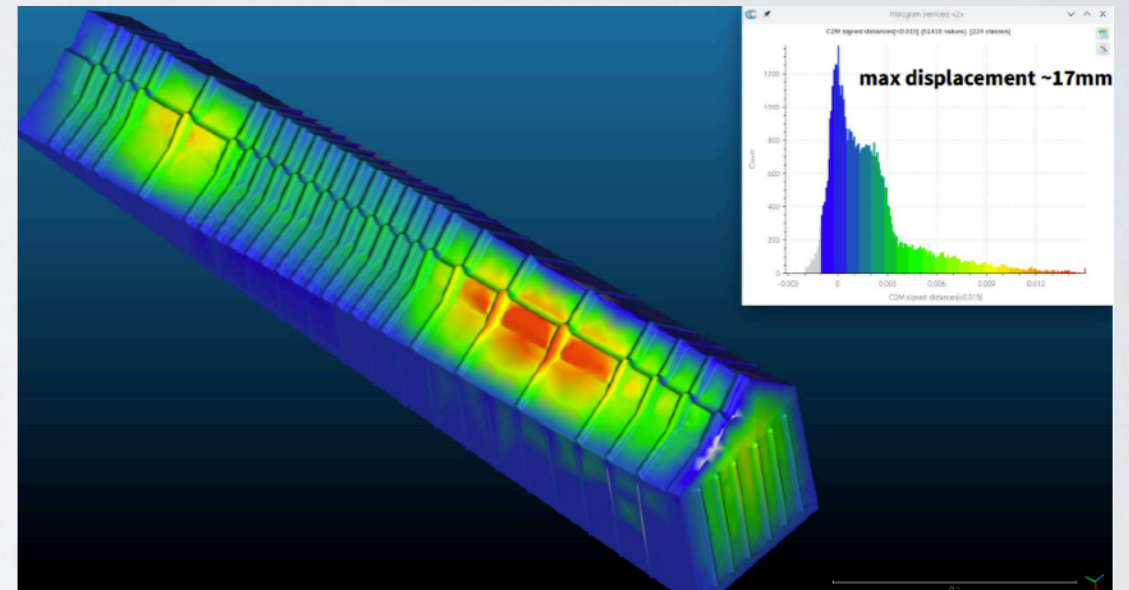 Histogram [vertices] <2>
C2M signed distances[<0.015] (51410 values) [224 classes]
max displacement ~17mm
1200
1000
800
600
400
200
0
Count
-0.003 0 0.003 0.006 0.009 0.012
C2M signed distances[<0.015]